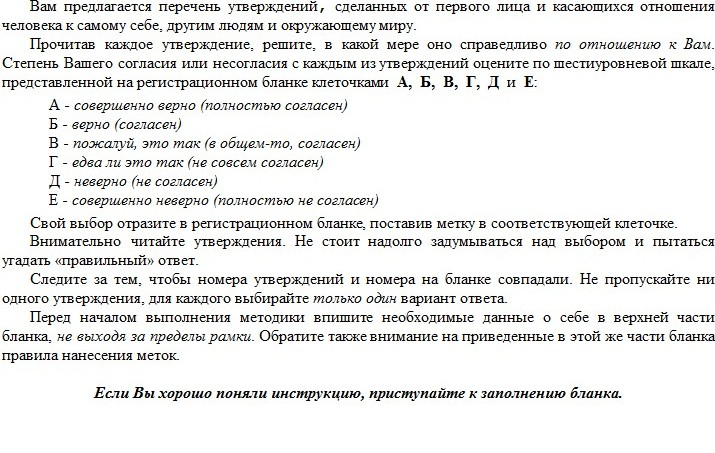 Вам предлагается перечень утверждений, сделанных от первого лица и касающихся отношения
человека к самому себе, другим людям и окружающему миру.
Прочитав каждое утверждение, решите, в какой мере оно справедливо по отношению к Вам.
Степень Вашего согласия или несогласия с каждым из утверждений оцените по шестиуровневой шкале,
представленной на регистрационном бланке клеточками А, Б, В, Г, Д и Е:
А - совершенно верно (полностью согласен)
Б - верно (согласен)
В - пожалуй, это так (в общем-то, согласен)
Г - едва ли это так (не совсем согласен)
Д - неверно (не согласен)
Е - совершенно неверно (полностью не согласен)
Свой выбор отразите в регистрационном бланке, поставив метку в соответствующей клеточке.
Внимательно читайте утверждения. Не стоит надолго задумываться над выбором и пытаться
угадать «правильный» ответ.
Следите за тем, чтобы номера утверждений и номера на бланке совпадали. Не пропускайте ни
одного утверждения, для каждого выбирайте только один вариант ответа.
Перед началом выполнения методики впишите необходимые данные о себе в верхней части
бланка, не выходя за пределы рамки. Обратите также внимание на приведенные в этой же части бланка
правила нанесения меток.
Если Вы хорошо поняли инструкцию, приступайте к заполнению бланка.